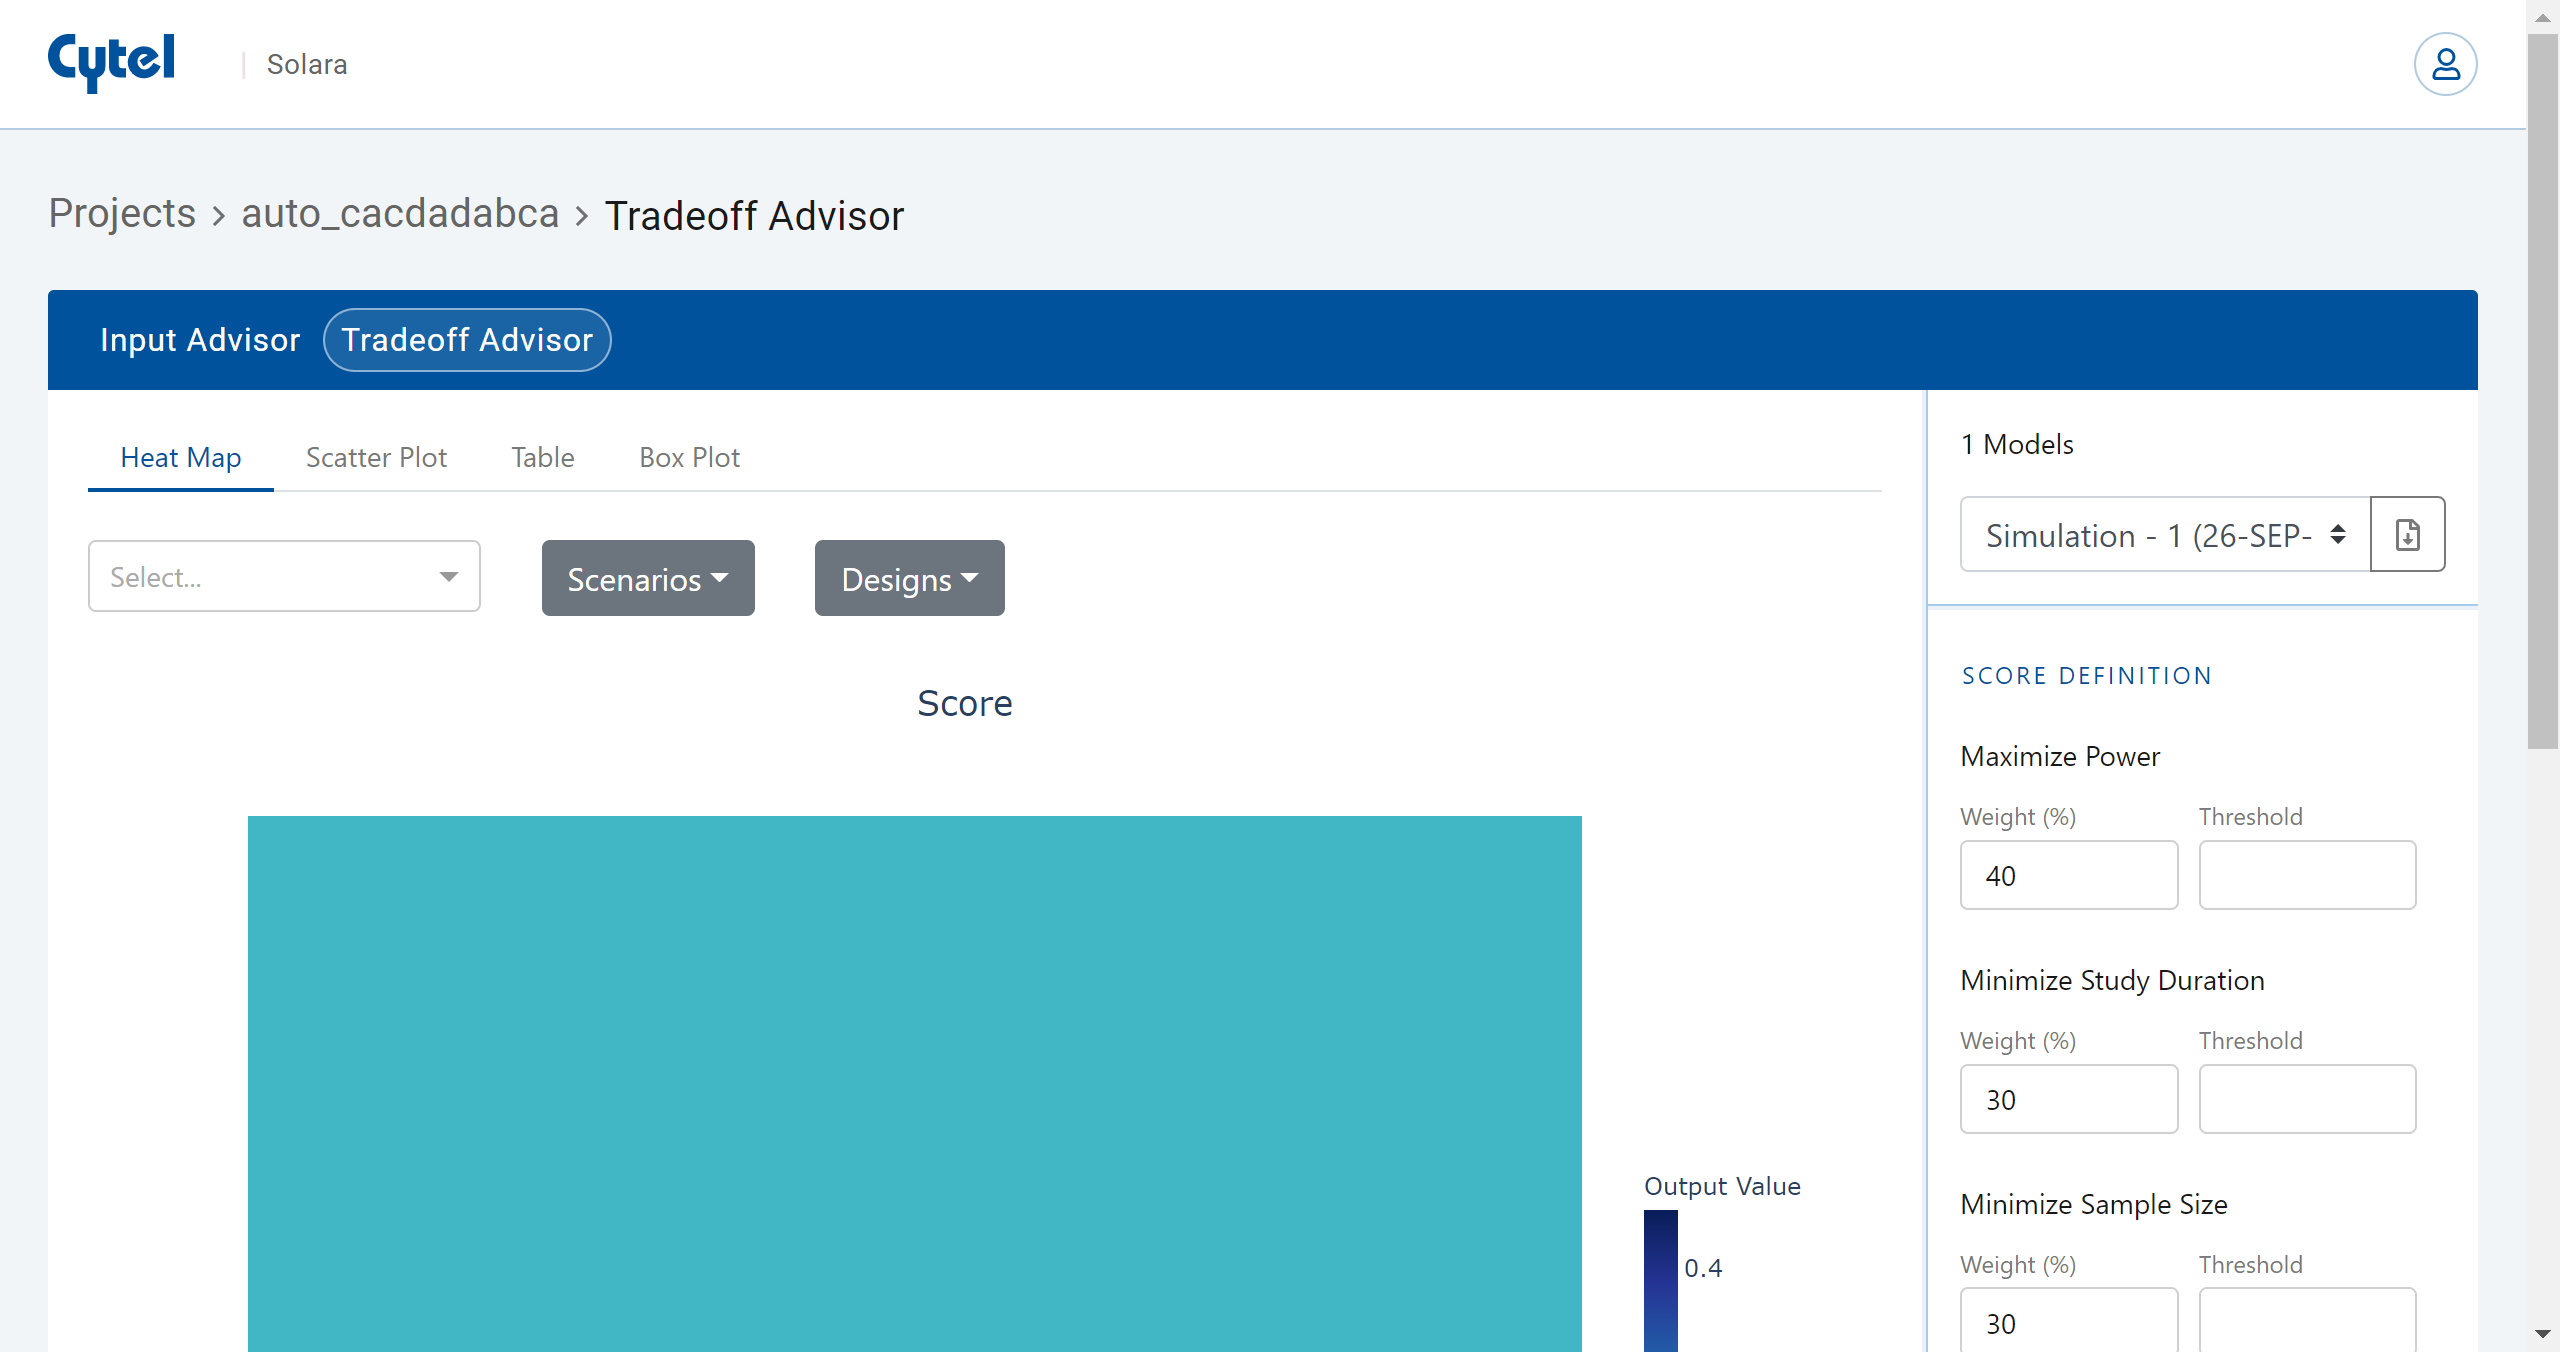 Cytel
Solara
Projects > auto_cacdadabca > Tradeoff Advisor
Input Advisor Tradeoff Advisor
Heat Map Scatter Plot Table Box Plot
Select... Scenarios Designs
Score
Output Value
0.4
1 Models
Simulation - 1 (26-SEP-
SCORE DEFINITION
Maximize Power
Weight (%) Threshold
40
Minimize Study Duration
Weight (%) Threshold
30
Minimize Sample Size
Weight (%) Threshold
30